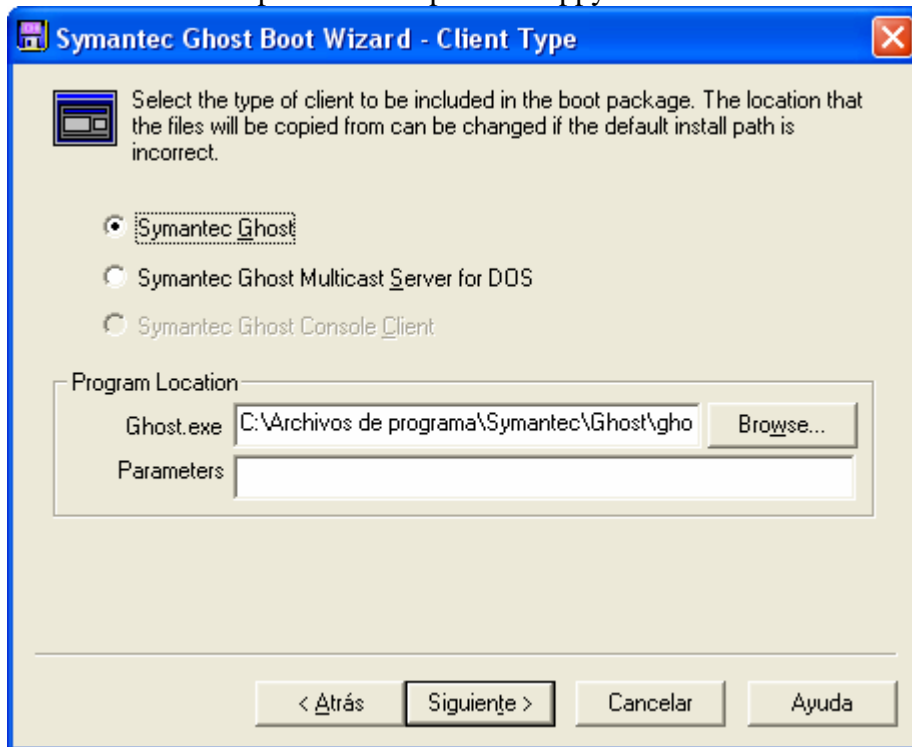 Symantec Ghost Boot Wizard - Client Type
Select the type of client to be included in the boot package. The location that
the files will be copied from can be changed if the default install path is
incorrect.
Symantec Ghost
Symantec Ghost Multicast Server for DOS
Symantec Ghost Console Client
Program Location
Ghost.exe C:\Archivos de programa\Symantec\Ghost\gho Browse...
Parameters
< Atrás Siguiente > Cancelar Ayuda